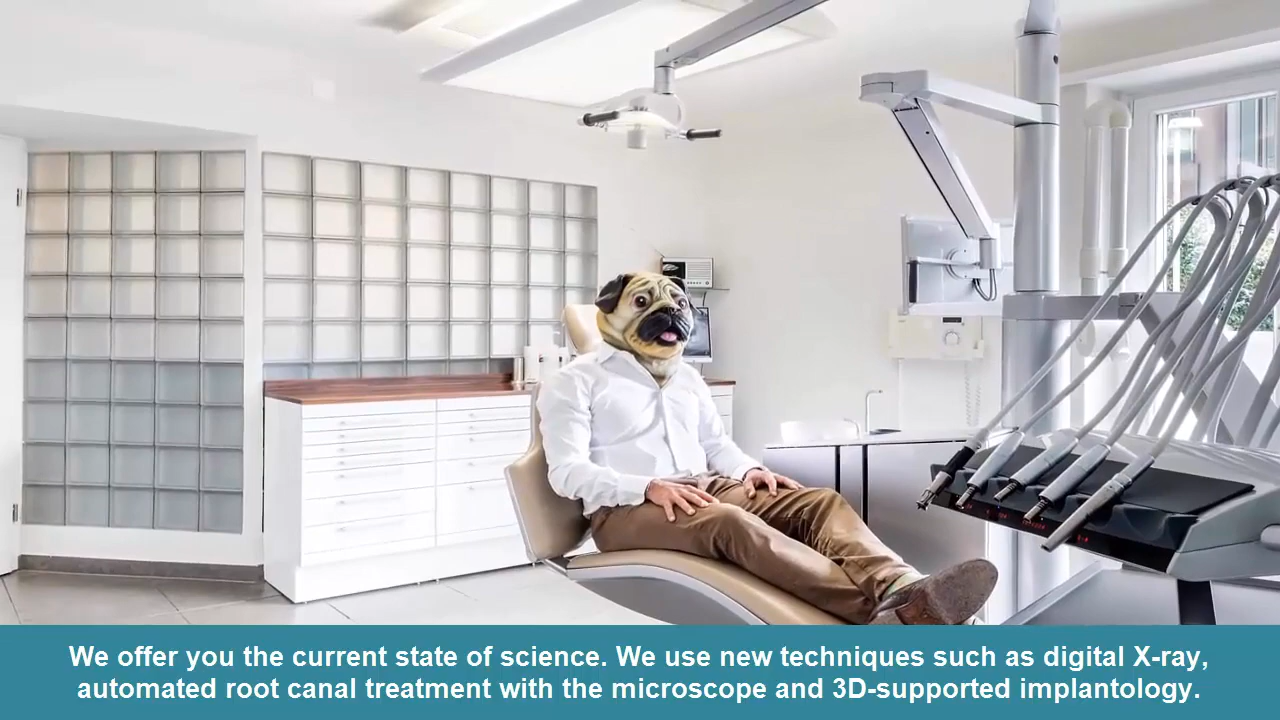 We offer you the current state of science. We use new techniques such as digital X-ray,
automated root canal treatment with the microscope and 3D-supported implantology.